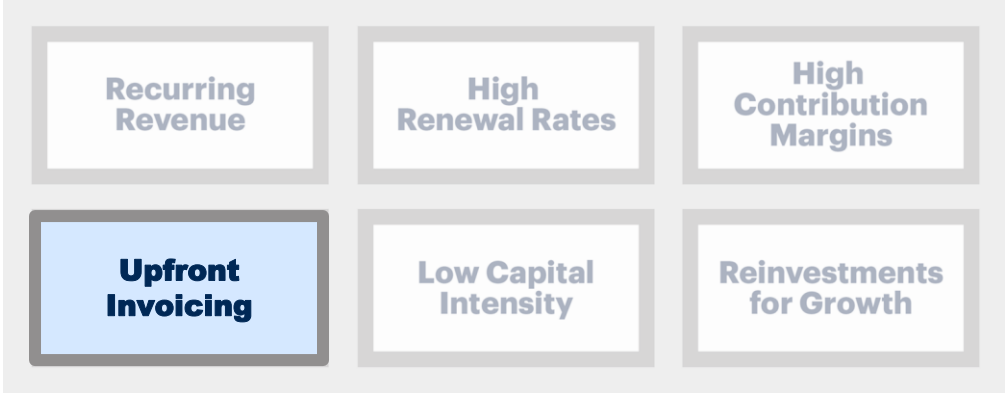 Recurring
Revenue
High
Renewal Rates
High
Contribution
Margins
Upfront
Invoicing
Low Capital
Intensity
Reinvestments
for Growth